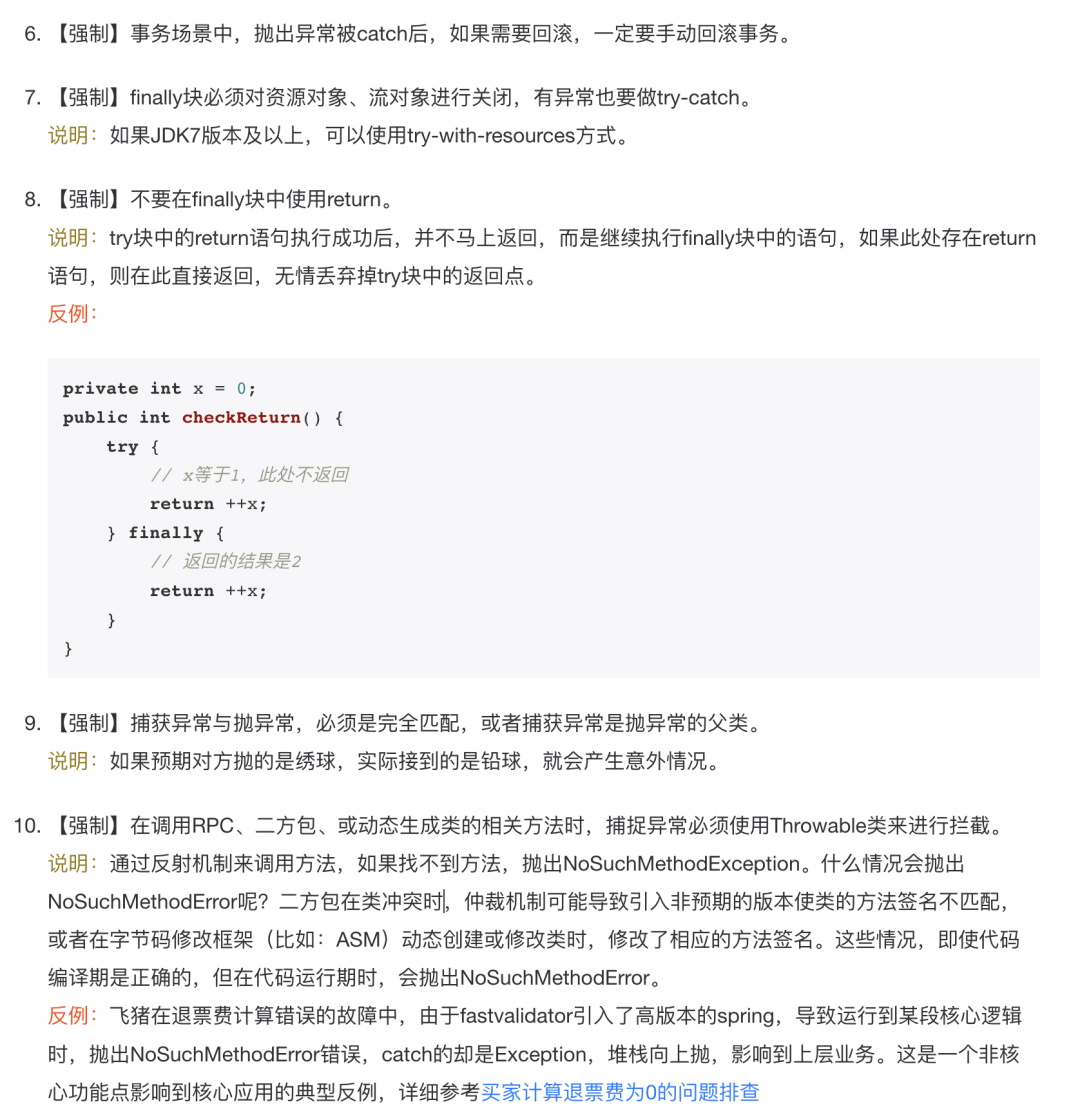 6. 【强制】事务场景中，抛出异常被catch后，如果需要回滚，一定要手动回滚事务。
7. 【强制】finally块必须对资源对象、流对象进行关闭，有异常也要做try-catch。
说明：如果JDK7版本及以上，可以使用try-with-resources方式。
8. 【强制】不要在finally块中使用return。
说明：try块中的return语句执行成功后，并不马上返回，而是继续执行finally块中的语句，如果此处存在return
语句，则在此直接返回，无情丢弃掉try块中的返回点。
反例：
private int x = 0;
public int checkReturn() {
    try {
        // x等于1，此处不返回
        return ++x;
    } finally {
        // 返回的结果是2
        return ++x;
    }
}
9. 【强制】捕获异常与抛异常，必须是完全匹配，或者捕获异常是抛异常的父类。
说明：如果预期对方抛的是绣球，实际接到的是铅球，就会产生意外情况。
10. 【强制】在调用RPC、二方包、或动态生成类的相关方法时，捕捉异常必须使用Throwable类来进行拦截。
说明：通过反射机制来调用方法，如果找不到方法，抛出NoSuchMethodException。什么情况会抛出
NoSuchMethodError呢？二方包在类冲突时，仲裁机制可能导致引入非预期的版本使类的方法签名不匹配，
或者在字节码修改框架（比如：ASM）动态创建或修改类时，修改了相应的方法签名。这些情况，即使代码
编译期是正确的，但在代码运行期时，会抛出NoSuchMethodError。
反例：飞猪在退票费计算错误的故障中，由于fastvalidator引入了高版本的spring，导致运行到某段核心逻辑
时，抛出NoSuchMethodError错误，catch的却是Exception，堆栈向上抛，影响到上层业务。这是一个非核
心功能点影响到核心应用的典型反例，详细参考买家计算退票费为0的问题排查